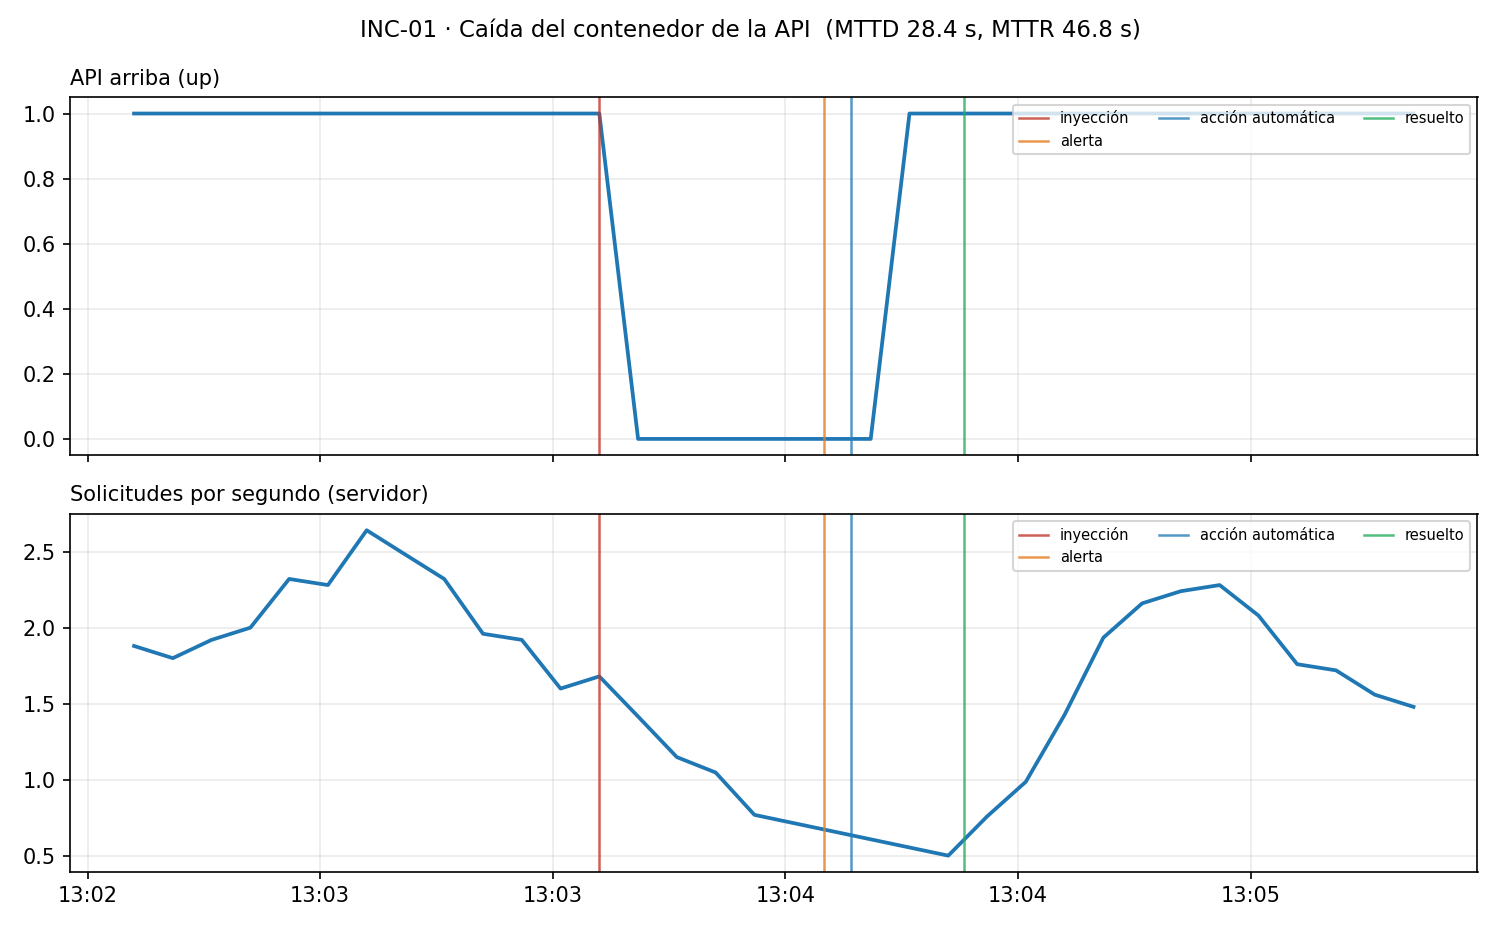 INC-01 · Caída del contenedor de la API  (MTTD 28.4 s, MTTR 46.8 s)
API arriba (up)
inyección
acción automática
resuelto
alerta
1.0
0.8
0.6
0.4
0.2
0.0
Solicitudes por segundo (servidor)
inyección
acción automática
resuelto
alerta
2.5
2.0
1.5
1.0
0.5
13:02 13:03 13:03 13:04 13:04 13:05